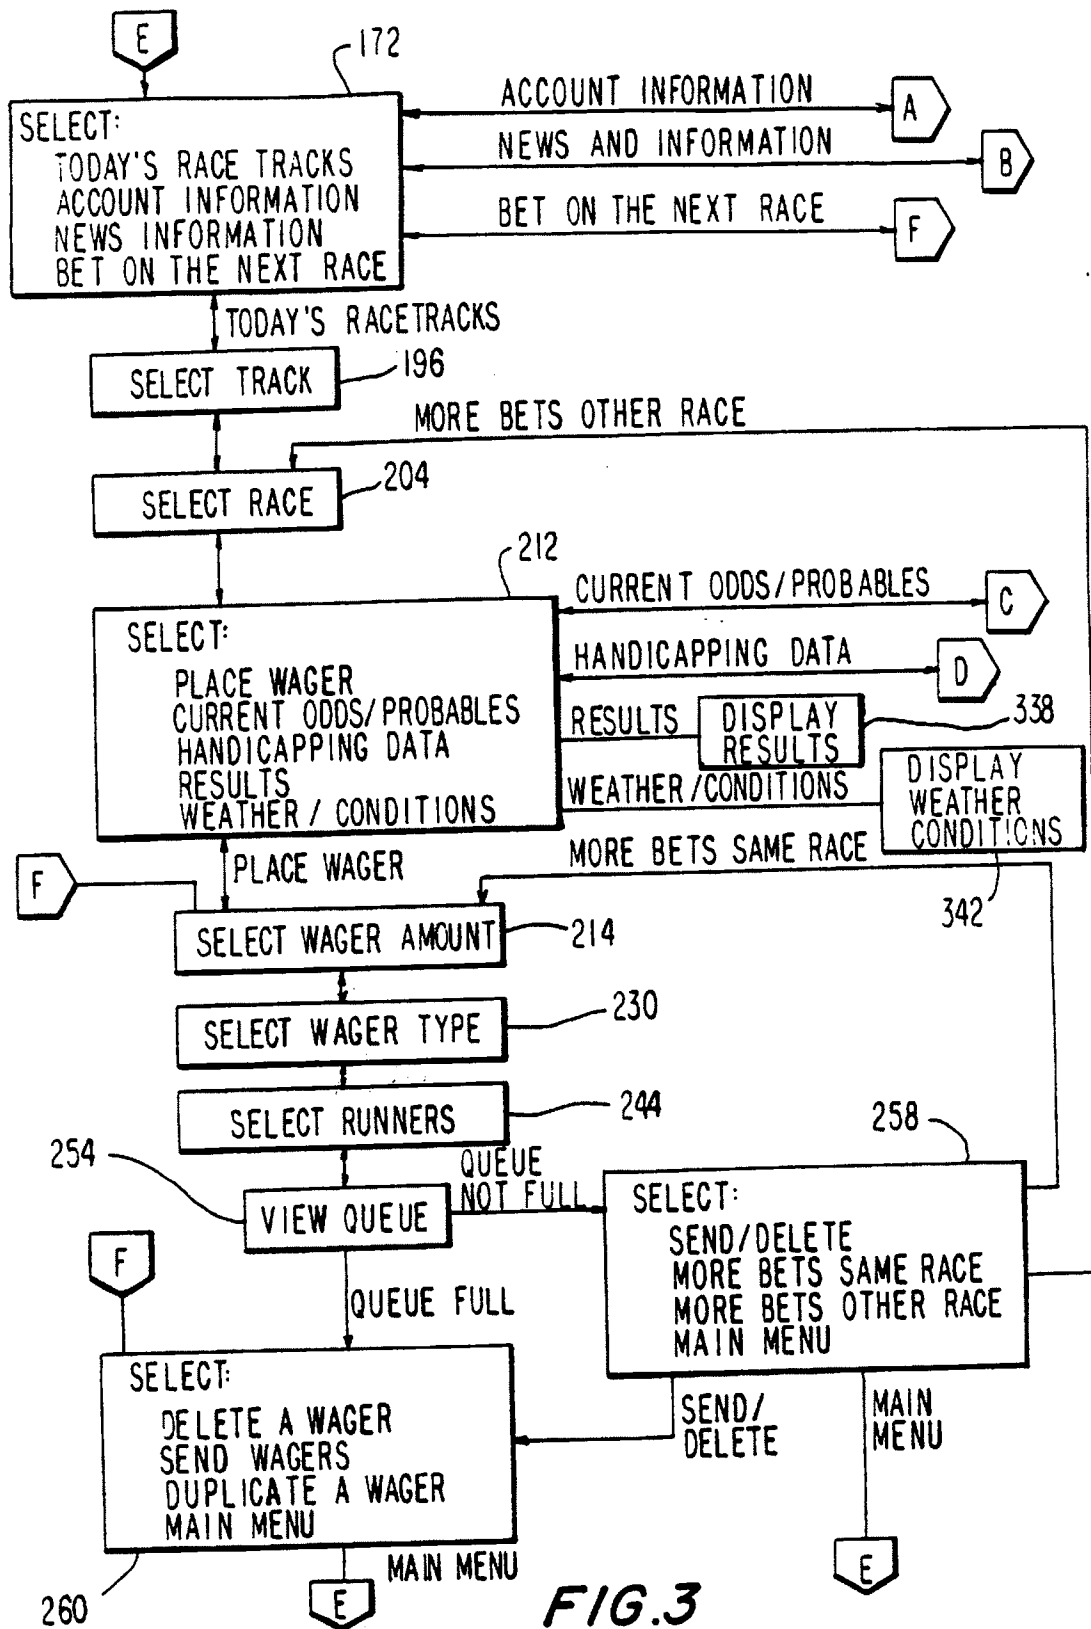 E
172
SELECT:
TODAY'S RACE TRACKS
ACCOUNT INFORMATION
NEWS INFORMATION
BET ON THE NEXT RACE
ACCOUNT INFORMATION
A
NEWS AND INFORMATION
B
BET ON THE NEXT RACE
F
TODAY'S RACETRACKS
SELECT TRACK
196
MORE BETS OTHER RACE
SELECT RACE
204
212
SELECT:
PLACE WAGER
CURRENT ODDS/PROBABLES
HANDICAPPING DATA
RESULTS
WEATHER / CONDITIONS
CURRENT ODDS/PROBABLES
C
HANDICAPPING DATA
D
RESULTS
DISPLAY
RESULTS
338
WEATHER/CONDITIONS
DISPLAY
WEATHER
CONDITIONS
342
PLACE WAGER
MORE BETS SAME RACE
F
SELECT WAGER AMOUNT
214
SELECT WAGER TYPE
230
SELECT RUNNERS
244
254
VIEW QUEUE
QUEUE
NOT FULL
258
SELECT:
SEND/DELETE
MORE BETS SAME RACE
MORE BETS OTHER RACE
MAIN MENU
F
QUEUE FULL
SELECT:
DELETE A WAGER
SEND WAGERS
DUPLICATE A WAGER
MAIN MENU
SEND/
DELETE
MAIN
MENU
260
MAIN MENU
E
E
FIG.3